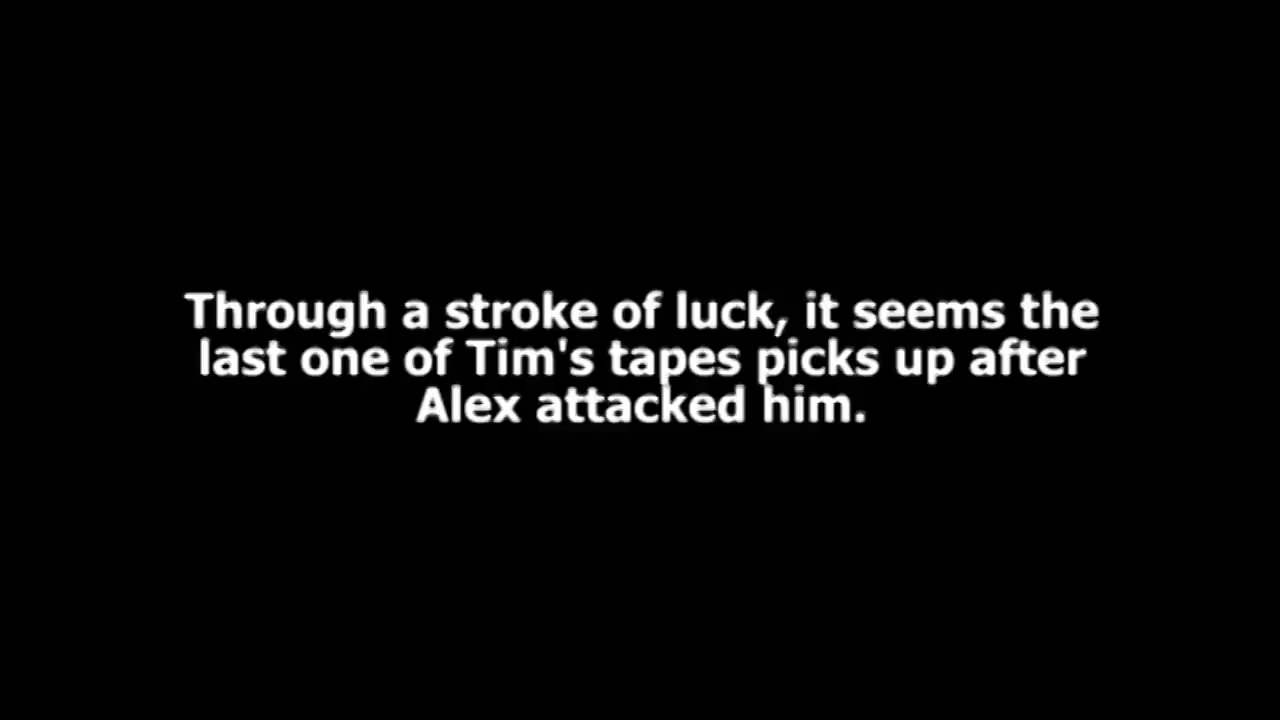 Through a stroke of luck, it seems the
last one of Tim's tapes picks up after
Alex attacked him.